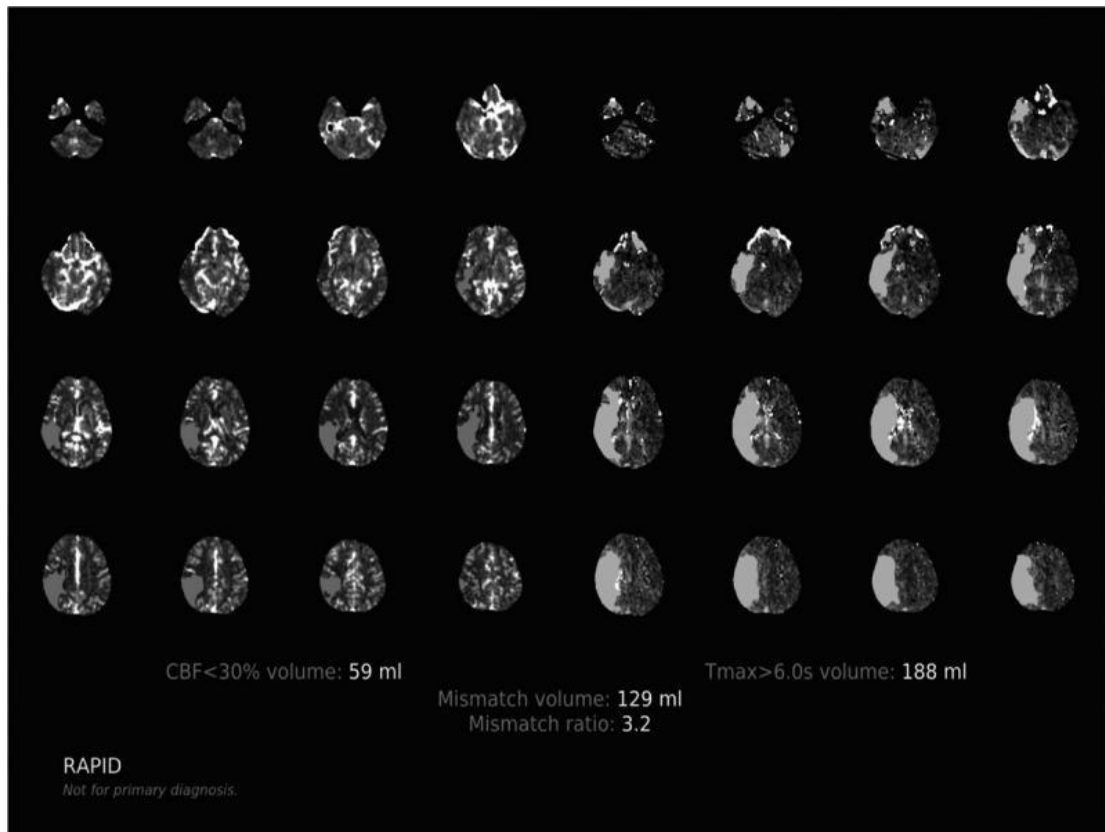 CBF<30% volume: 59 ml
Tmax>6.0s volume: 188 ml
Mismatch volume: 129 ml
Mismatch ratio: 3.2
RAPID
Not for primary diagnosis.